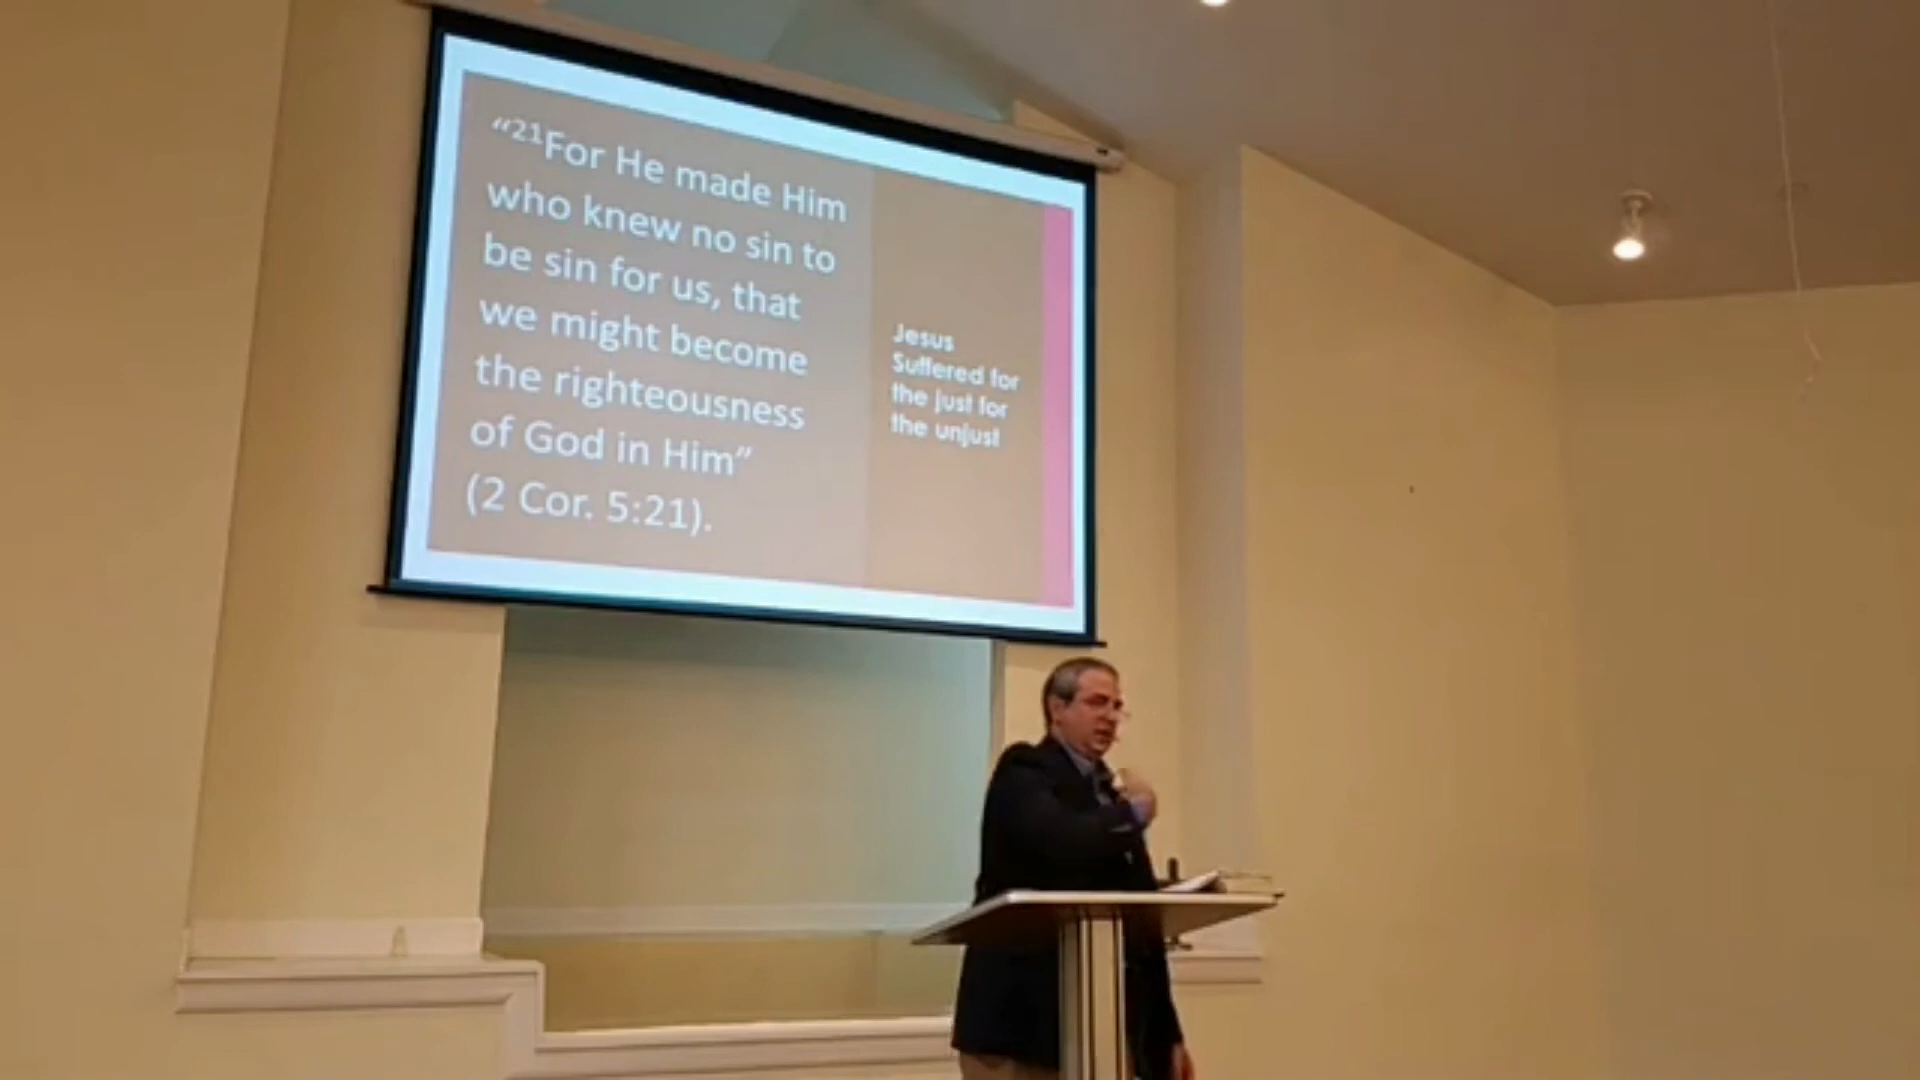 “²¹For He made Him
who knew no sin to
be sin for us, that
we might become
the righteousness
of God in Him”
(2 Cor. 5:21).
Jesus
Suffered for
the just for
the unjust